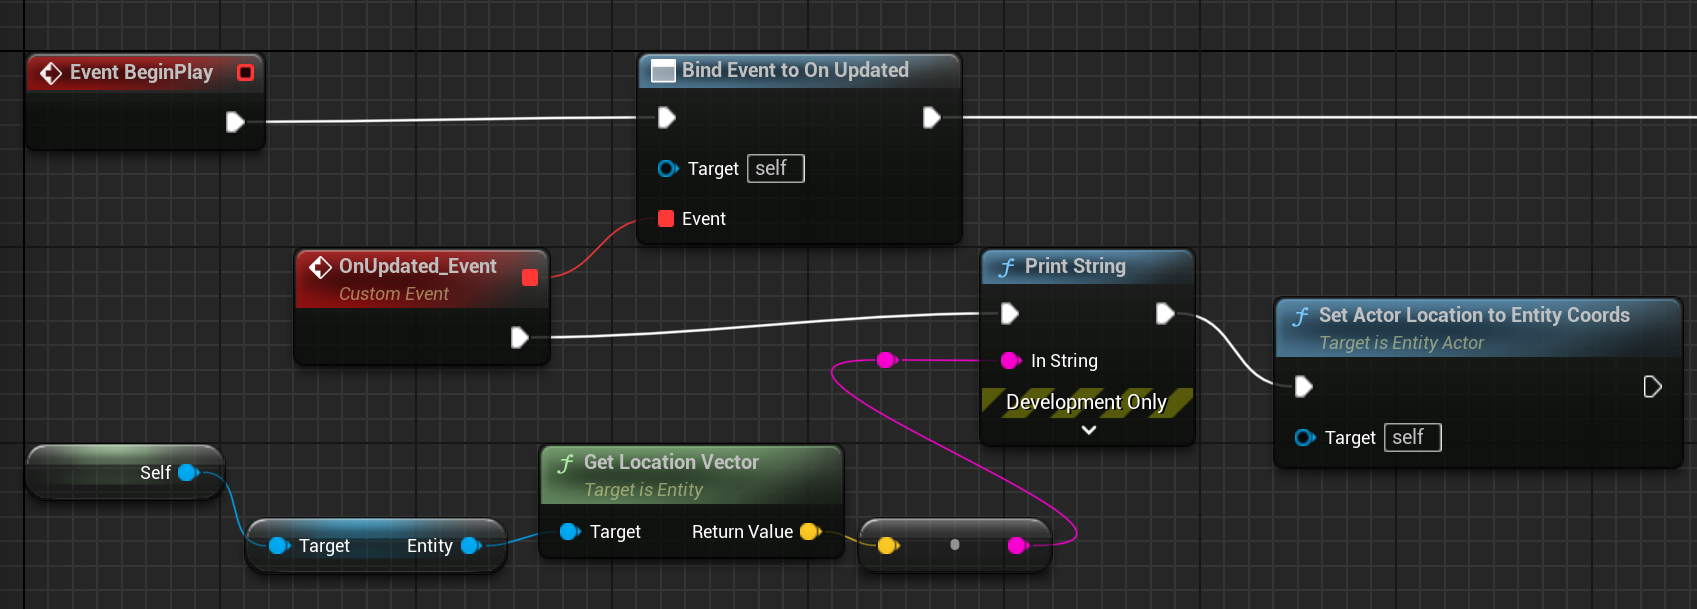 Event BeginPlay
Bind Event to On Updated
Target self
Event
OnUpdated_Event
Custom Event
Print String
In String
Development Only
Set Actor Location to Entity Coords
Target is Entity Actor
Target self
Self
Target Entity
Get Location Vector
Target is Entity
Target Return Value